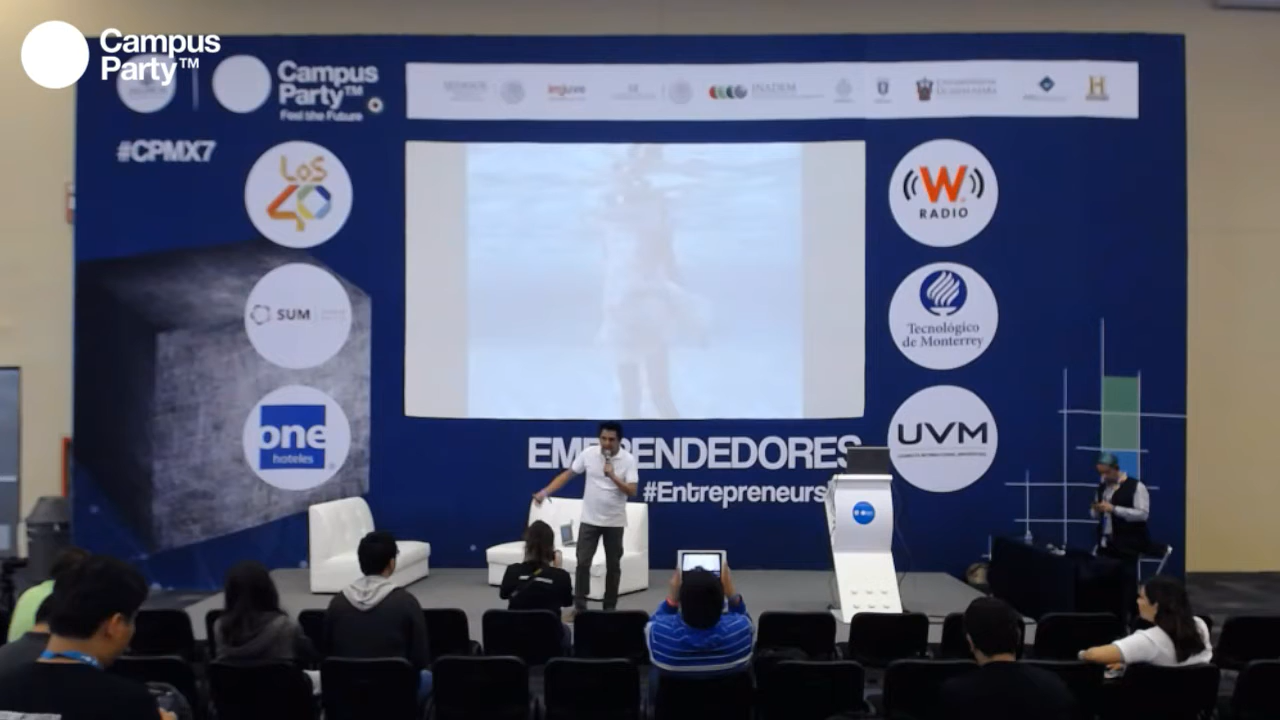 Campus
Party™
Campus
Party™
Feel the Future
#CPMX7
INADEM
LOS
40
W
RADIO
SUM
Tecnológico
de Monterrey
one
hoteles
UVM
EMPRENDEDORES
#Entrepreneurs
H